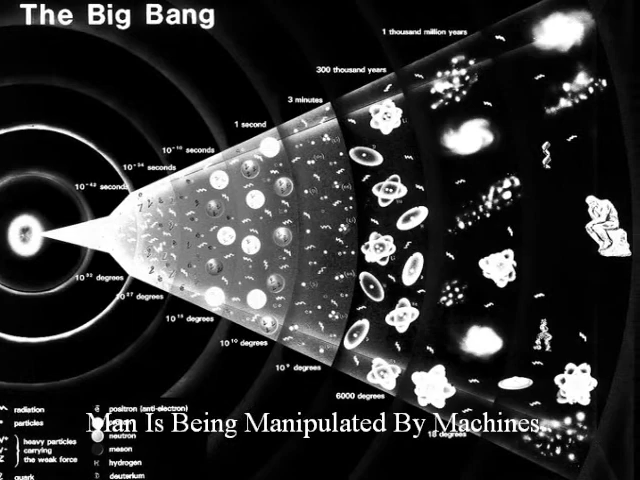 The Big Bang
1 thousand million years
300 thousand years
3 minutes
1 second
10⁻¹⁰ seconds
10⁻³⁴ seconds
10⁻⁴³ seconds
10³² degrees
10²⁷ degrees
10¹⁵ degrees
10¹⁰ degrees
10⁹ degrees
6000 degrees
18 degrees
radiation
particles
heavy particles
carrying
the weak force
quark
positron (anti-electron)
neutron
meson
H hydrogen
D deuterium
Man Is Being Manipulated By Machines..